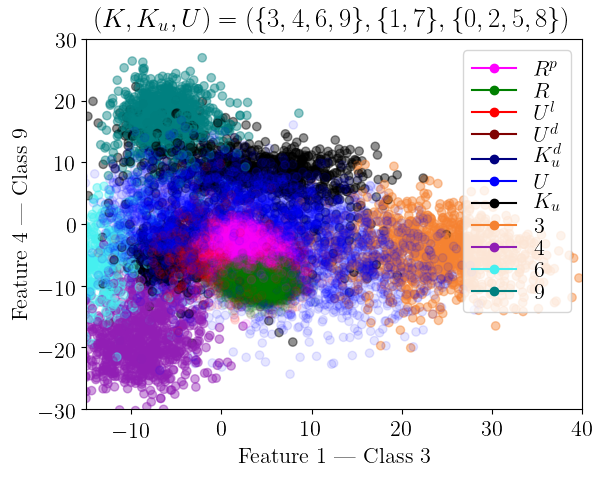 (K, K_u, U) = ({3, 4, 6, 9}, {1, 7}, {0, 2, 5, 8})
30
20
10
0
−10
−20
−30
Feature 4 — Class 9
R^p
R
U^l
U^d
K_u^d
U
K_u
3
4
6
9
−10
0
10
20
30
40
Feature 1 — Class 3